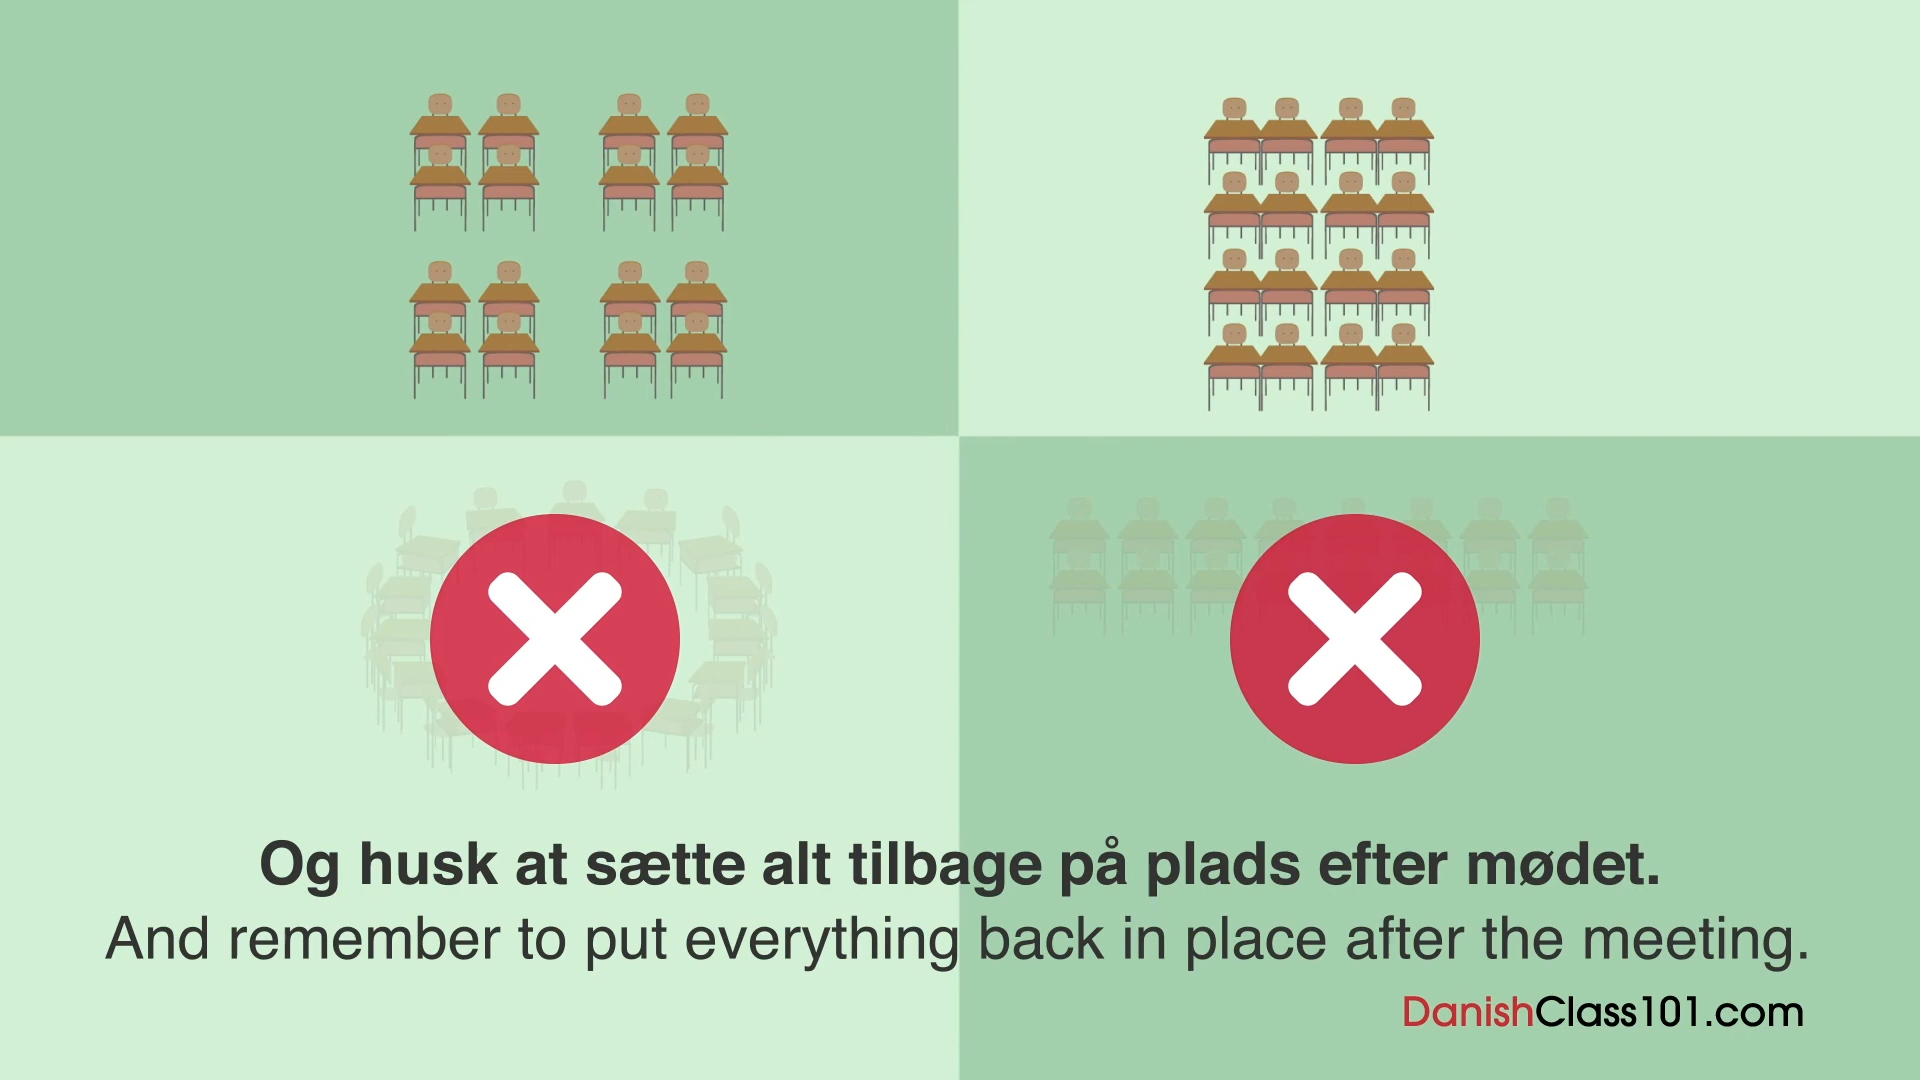 Og husk at sætte alt tilbage på plads efter mødet.
And remember to put everything back in place after the meeting.
DanishClass101.com